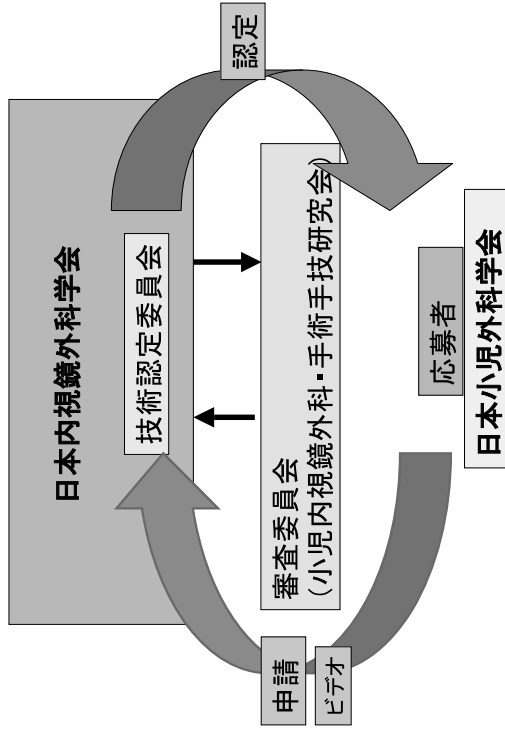 日本内視鏡外科学会
技術認定委員会
認定
審査委員会
（小児内視鏡外科・手術手技研究会）
申請
ビデオ
応募者
日本小児外科学会